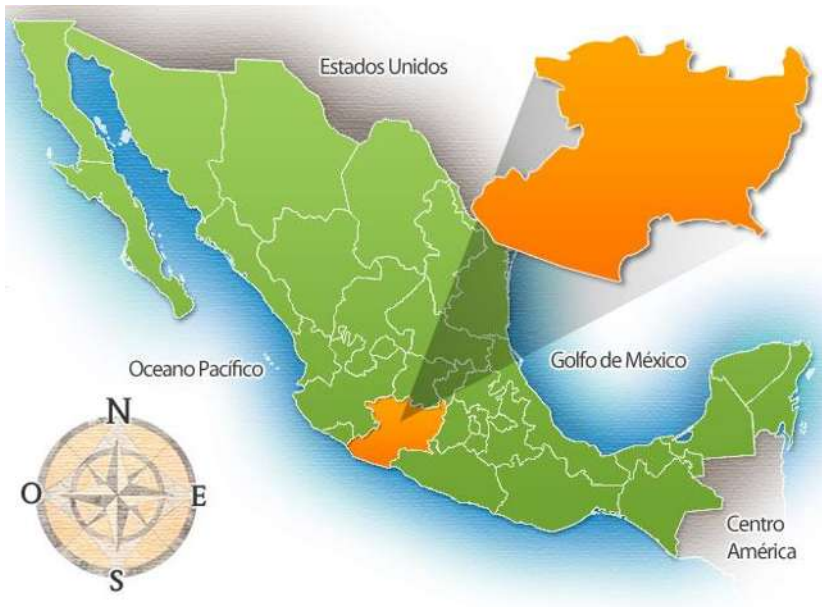 Estados Unidos
Oceano Pacífico
Golfo de México
N
O
E
S
Centro
América